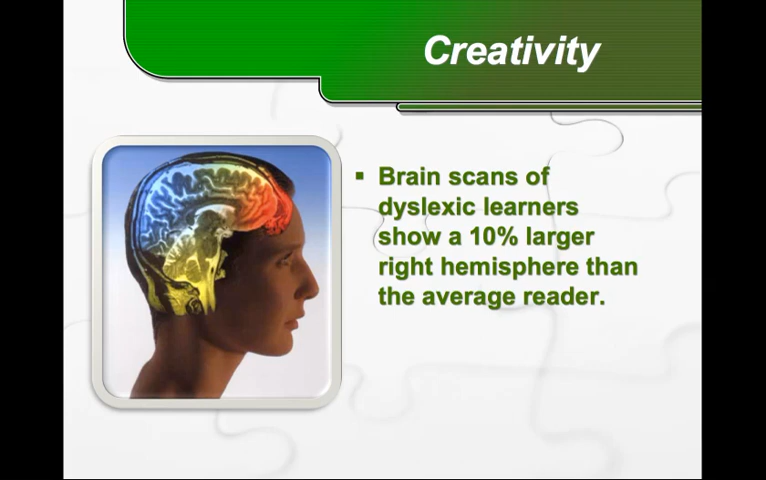 Creativity
▪ Brain scans of
dyslexic learners
show a 10% larger
right hemisphere than
the average reader.